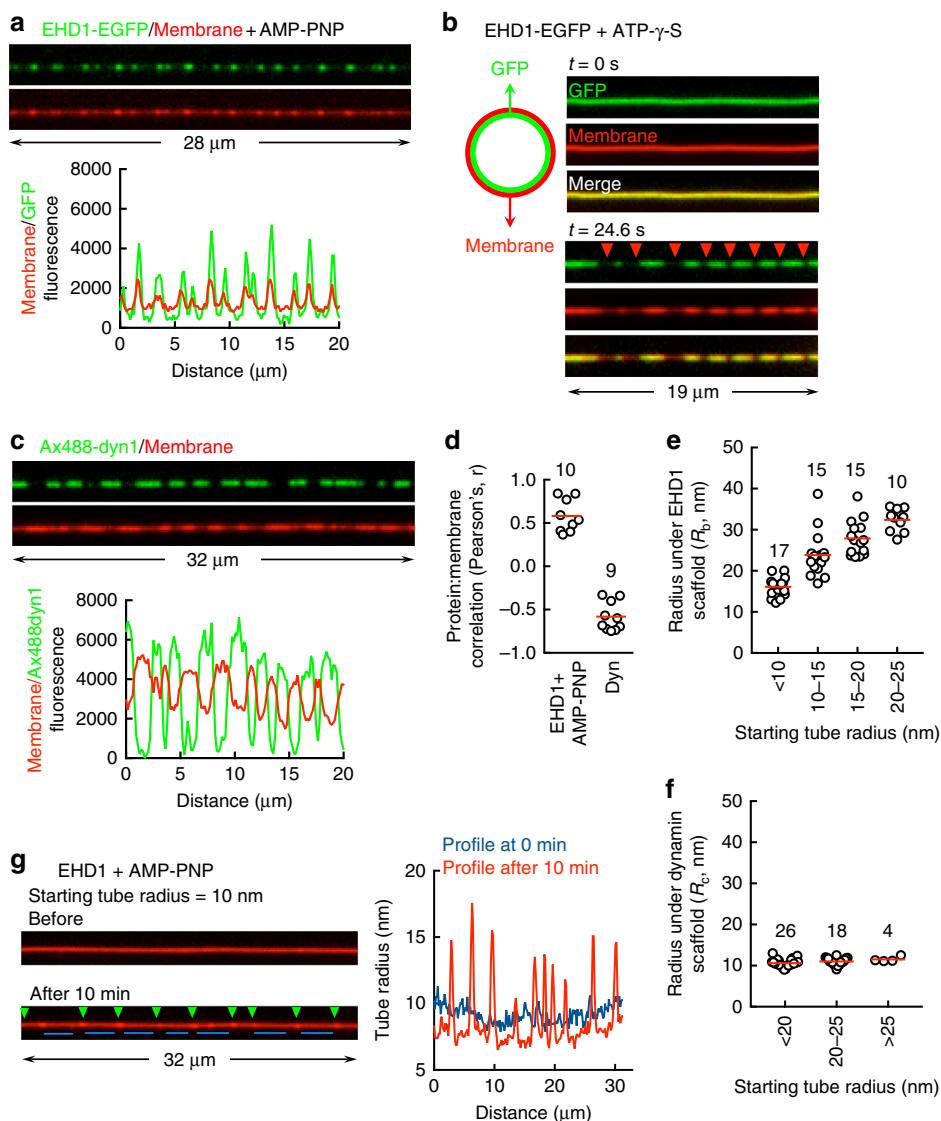 a
EHD1-EGFP/Membrane + AMP-PNP
28 μm
Membrane/GFP
fluorescence
8000
6000
4000
2000
0
0 5 10 15 20
Distance (μm)
b
EHD1-EGFP + ATP-γ-S
GFP
Membrane
t = 0 s
GFP
Membrane
Merge
t = 24.6 s
19 μm
c
Ax488-dyn1/Membrane
32 μm
Membrane/Ax488dyn1
fluorescence
8000
6000
4000
2000
0
0 5 10 15 20
Distance (μm)
d
Protein:membrane
correlation (Pearson's, r)
1.0
0.5
0.0
−0.5
−1.0
10
9
EHD1+
AMP-PNP
Dyn
e
Radius under EHD1
scaffold (Rb, nm)
50
40
30
20
10
0
17
15
15
10
<10
10–15
15–20
20–25
Starting tube radius (nm)
f
Radius under dynamin
scaffold (Rc, nm)
50
40
30
20
10
0
26
18
4
<20
20–25
>25
Starting tube radius (nm)
g
EHD1 + AMP-PNP
Starting tube radius = 10 nm
Before
After 10 min
32 μm
Profile at 0 min
Profile after 10 min
Tube radius (nm)
20
15
10
5
0 10 20 30
Distance (μm)